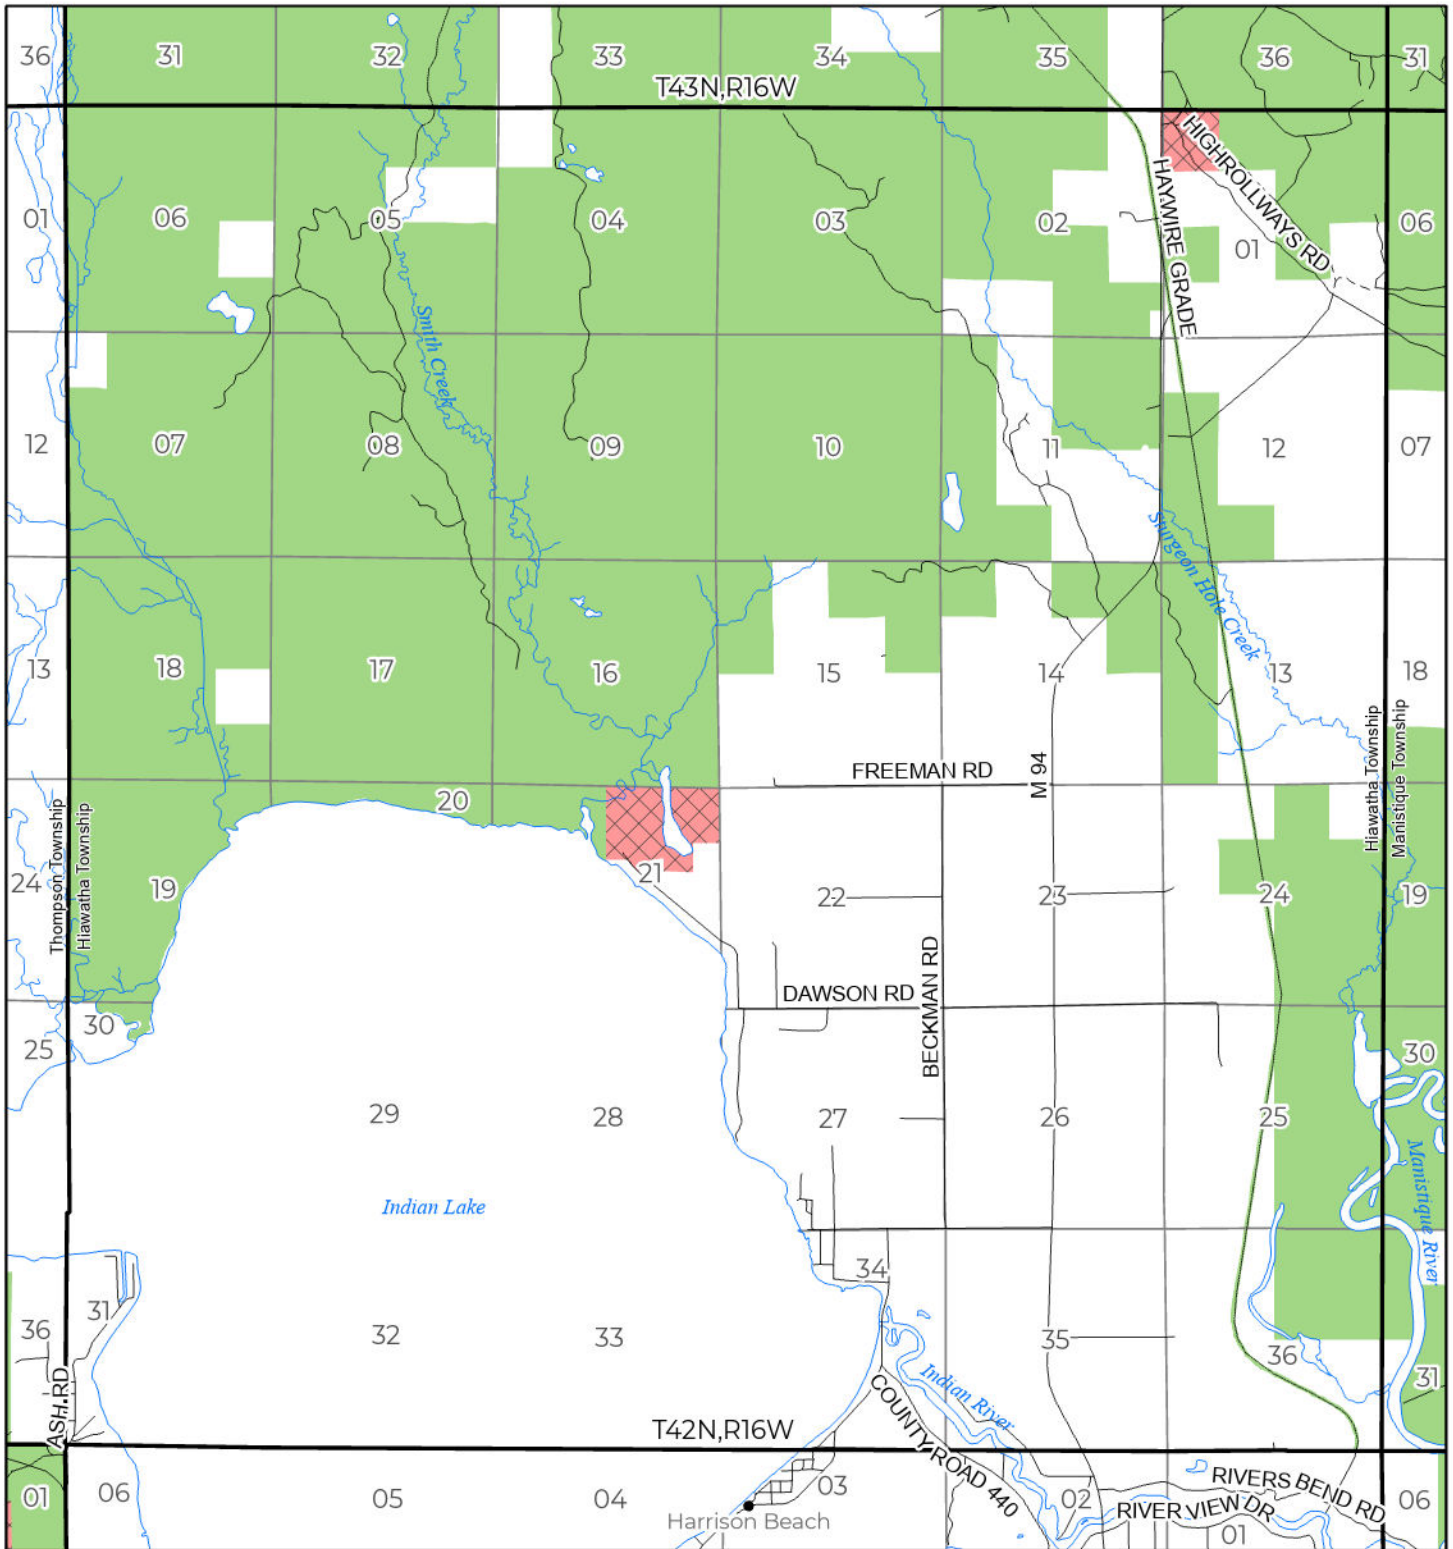 36 31 32 33 34 35 36 31
T43N,R16W
HIGHROLLWAYS RD
HAYWIRE GRADE
01 06 05 04 03 02 01 06
Smith Creek
12 07 08 09 10 11 12 07
Sturgeon Hole Creek
13 18 17 16 15 14 13 18
Hiawatha Township
Manistique Township
FREEMAN RD
M 94
Thompson Township
Hiawatha Township
20
24 19 21 22 23 24 19
BECKMAN RD
DAWSON RD
30
25 29 28 27 26 25 30
Manistique River
Indian Lake
34
36 31 32 33 35 36 31
ASH RD
Indian River
COUNTY ROAD 440
T42N,R16W
01 06 05 04 03 02 01 06
RIVERS BEND RD
RIVER VIEW DR
Harrison Beach